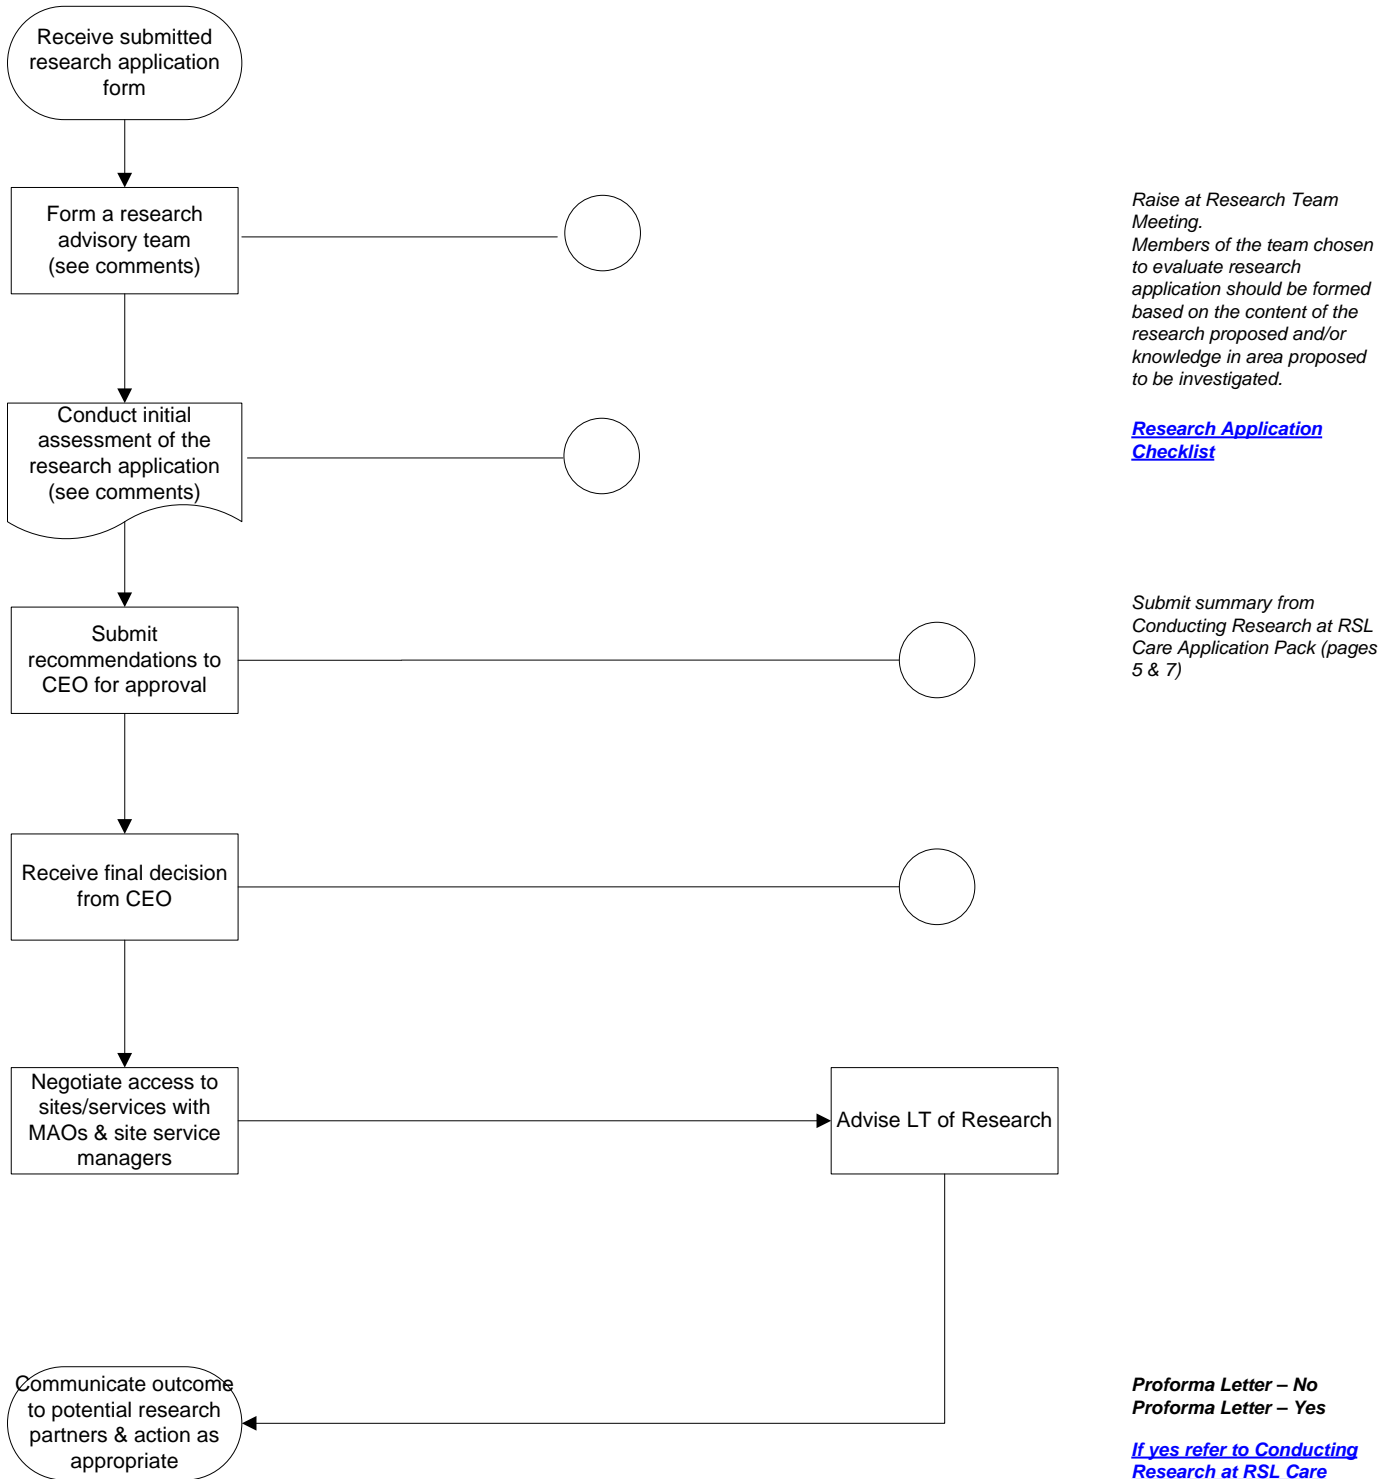 Receive submitted
research application
form
Form a research
advisory team
(see comments)
Raise at Research Team
Meeting.
Members of the team chosen
to evaluate research
application should be formed
based on the content of the
research proposed and/or
knowledge in area proposed
to be investigated.
Conduct initial
assessment of the
research application
(see comments)
Research Application
Checklist
Submit
recommendations to
CEO for approval
Submit summary from
Conducting Research at RSL
Care Application Pack (pages
5 & 7)
Receive final decision
from CEO
Negotiate access to
sites/services with
MAOs & site service
managers
Advise LT of Research
Communicate outcome
to potential research
partners & action as
appropriate
Proforma Letter – No
Proforma Letter – Yes
If yes refer to Conducting
Research at RSL Care